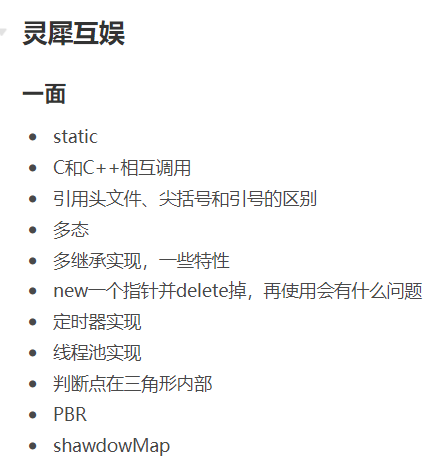 灵犀互娱
一面
static
C和C++相互调用
引用头文件、尖括号和引号的区别
多态
多继承实现，一些特性
new一个指针并delete掉，再使用会有什么问题
定时器实现
线程池实现
判断点在三角形内部
PBR
shawdowMap